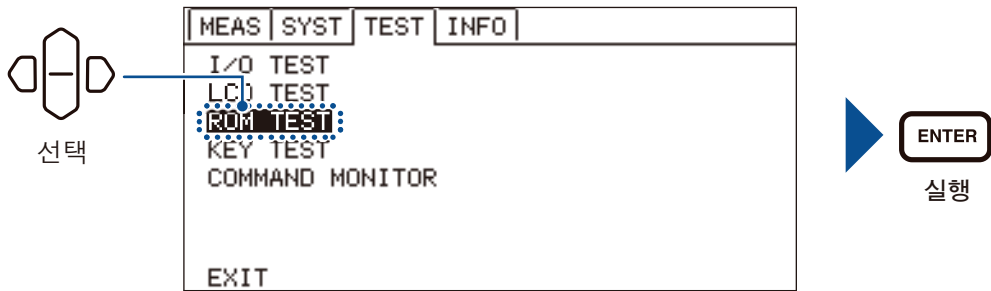 MEAS SYST TEST INFO
I/O TEST
LCD TEST
ROM TEST
KEY TEST
COMMAND MONITOR
EXIT
선택
ENTER
실행